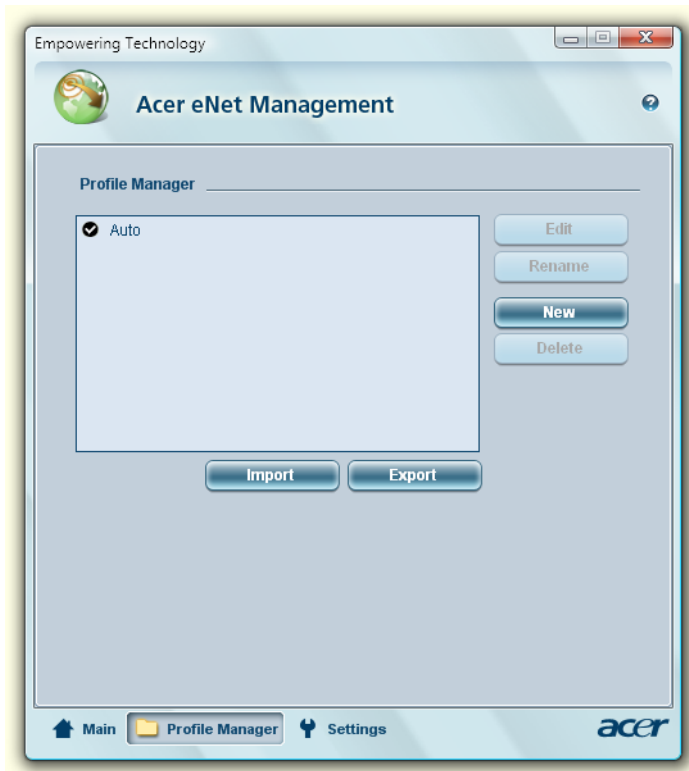 Empowering Technology
Acer eNet Management
Profile Manager
Auto
Edit
Rename
New
Delete
Import
Export
Main
Profile Manager
Settings
acer